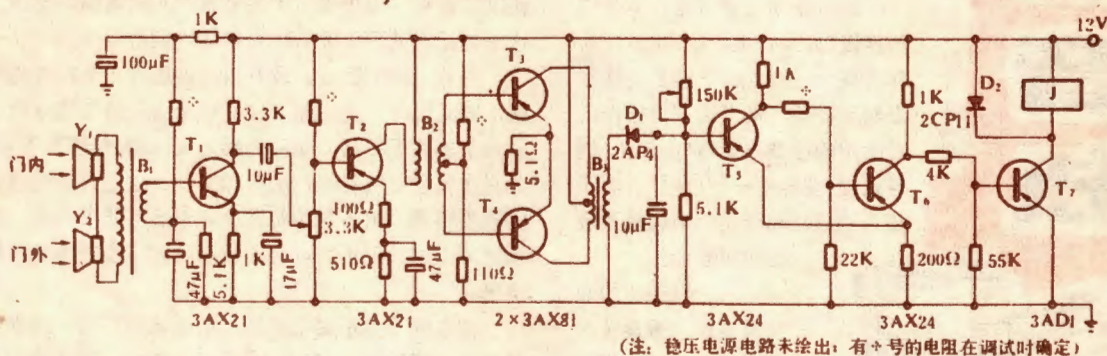 1K
12V
100μF
÷
3.3K
÷
T₂
B₂
÷
T₃
150K
1A
÷
1K
D₂
2CP11
J
Y₁
门内
B₁
T₁
10μF
5.1Ω
D₁
2AP4
T₅
4K
T₆
T₇
Y₂
门外
3.3K
400Ω
T₄
B₃
10μF
5.1K
47μF
5.1K
1K
17μF
510Ω
47μF
110Ω
22K
200Ω
55K
3AX21
3AX21
2×3AX81
3AX24
3AX24
3AD1
(注：稳压电源电路未绘出；有÷号的电阻在调试时确定)